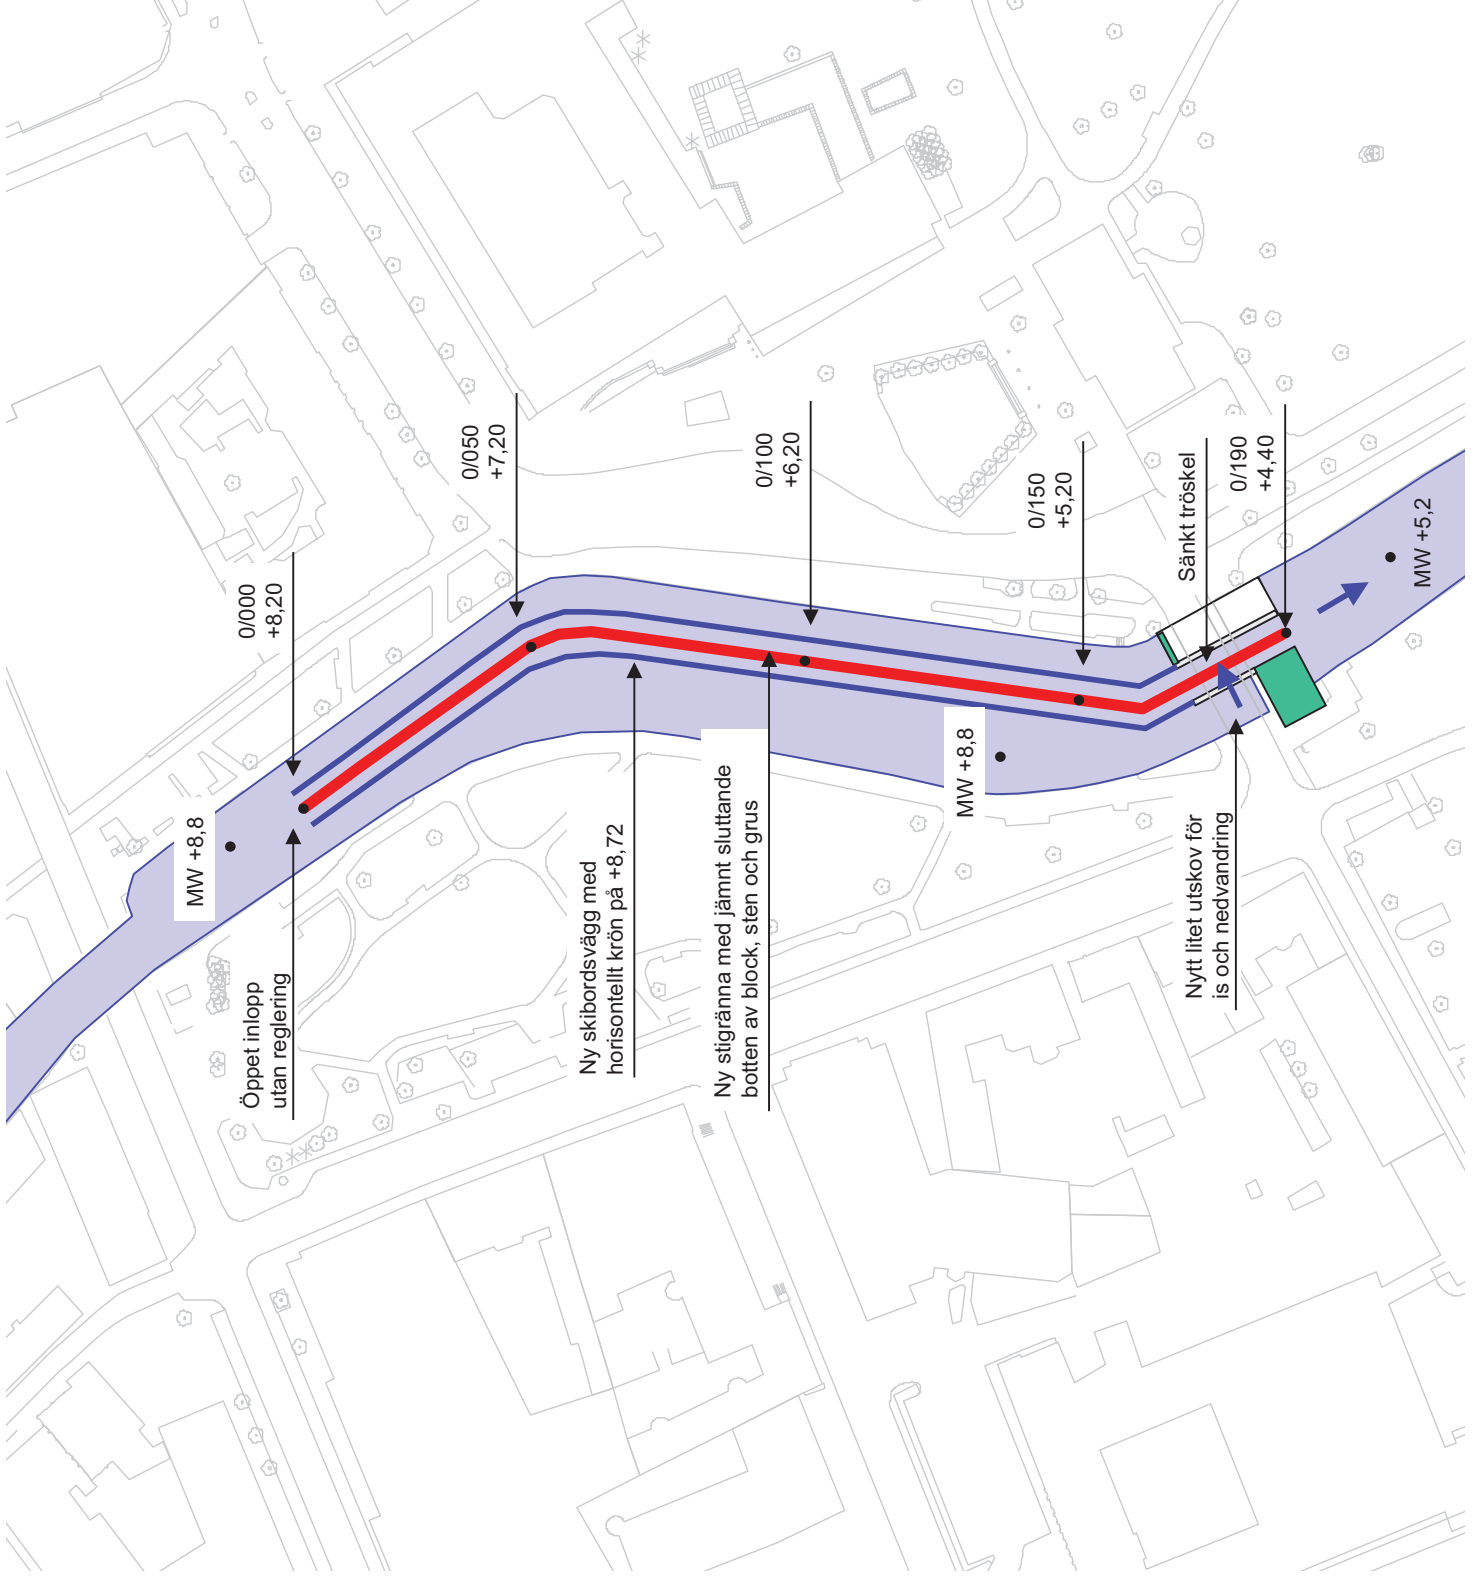 MW +8,8
Öppet inlopp
utan reglering
0/000
+8,20
0/050
+7,20
Ny skibordsvägg med
horisontellt krön på +8,72
Ny stigränna med jämnt sluttande
botten av block, sten och grus
0/100
+6,20
MW +8,8
0/150
+5,20
Sänkt tröskel
Nytt litet utskov för
is och nedvandring
0/190
+4,40
MW +5,2